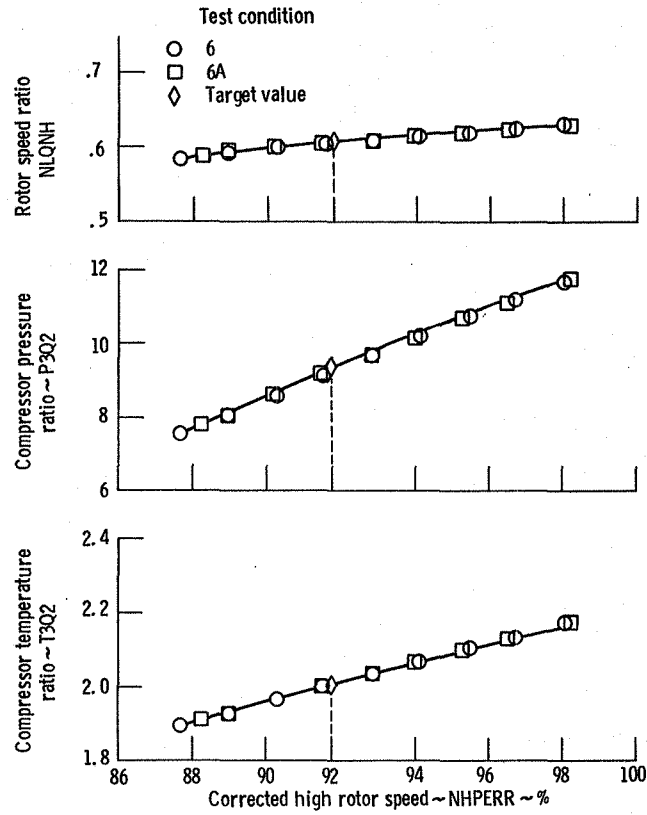 Test condition
6
6A
Target value
Rotor speed ratio
NLQNH
.7
.6
.5
Compressor pressure
ratio ~ P3Q2
12
10
8
6
Compressor temperature
ratio ~ T3Q2
2.4
2.2
2.0
1.8
86 88 90 92 94 96 98 100
Corrected high rotor speed ~ NHPERR ~ %